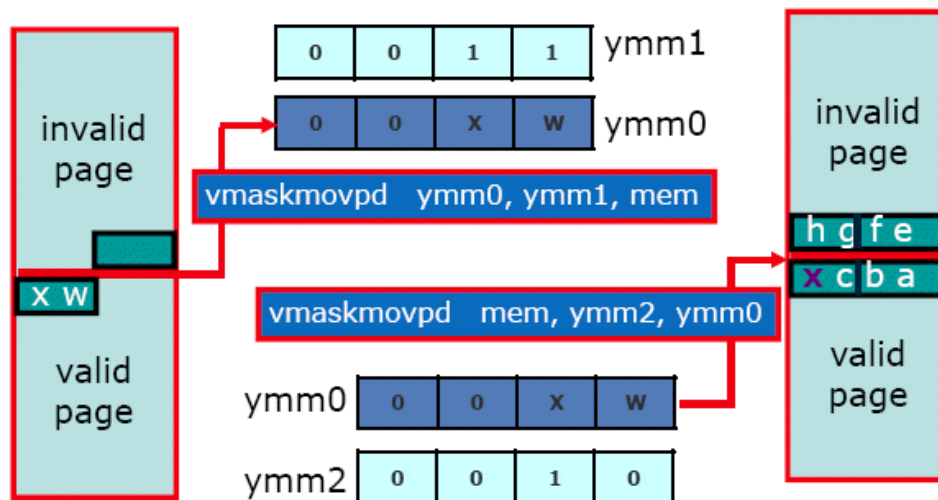 invalid
page
x w
valid
page
0 0 1 1 ymm1
0 0 X W ymm0
vmaskmovpd ymm0, ymm1, mem
vmaskmovpd mem, ymm2, ymm0
ymm0 0 0 X W
ymm2 0 0 1 0
invalid
page
h g f e
x c b a
valid
page